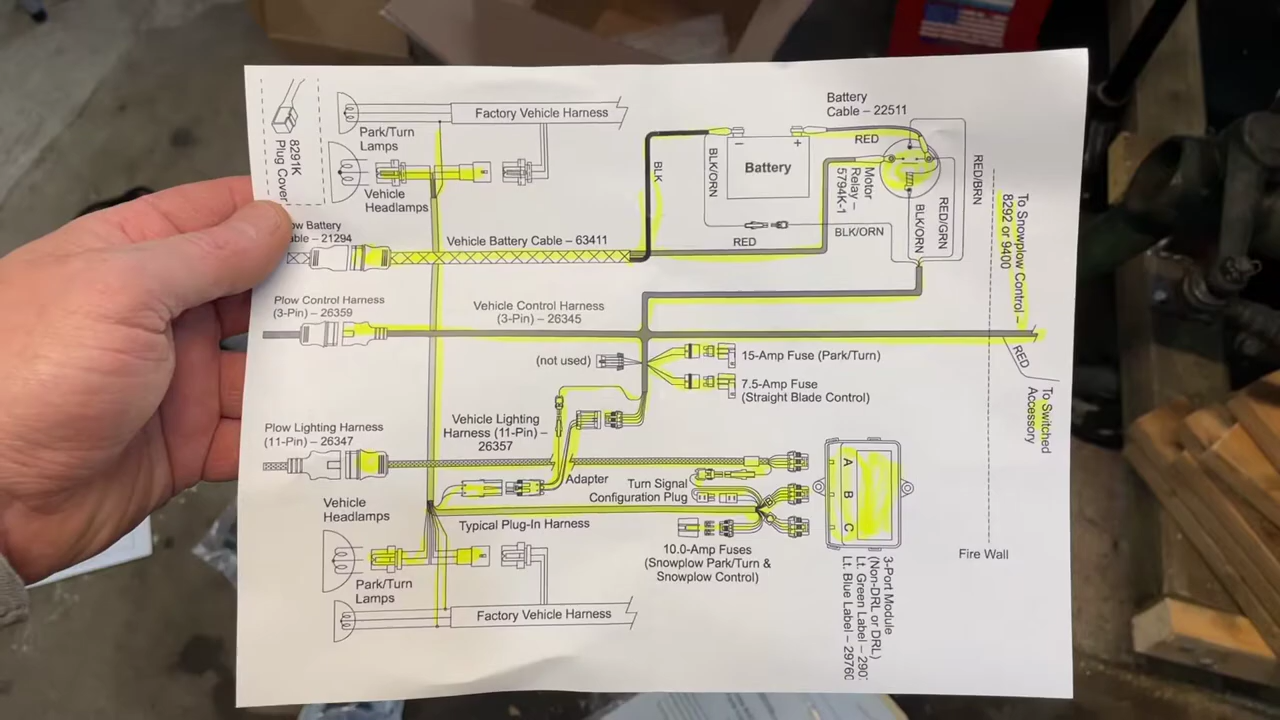 8291K
Plug Cover
Park/Turn
Lamps
Factory Vehicle Harness
Vehicle
Headlamps
Battery
– 21294
Vehicle Battery Cable – 63411
BLK
BLK/ORN
–
+
Battery
Battery
Cable – 22511
RED
Motor
Relay –
5794K-1
BLK/ORN
RED
BLK/ORN
RED/GRN
RED/BRN
To Snowplow Control –
8292 or 9400
Plow Control Harness
(3-Pin) – 26359
Vehicle Control Harness
(3-Pin) – 26345
RED
To Switched
Accessory
(not used)
15-Amp Fuse (Park/Turn)
7.5-Amp Fuse
(Straight Blade Control)
Plow Lighting Harness
(11-Pin) – 26347
Vehicle Lighting
Harness (11-Pin) –
26357
Adapter
Turn Signal
Configuration Plug
A
B
C
Vehicle
Headlamps
Typical Plug-In Harness
10.0-Amp Fuses
(Snowplow Park/Turn &
Snowplow Control)
Fire Wall
Park/Turn
Lamps
Factory Vehicle Harness
3-Port Module
(Non-DRL or DRL)
Lt. Green Label –
Lt. Blue Label –